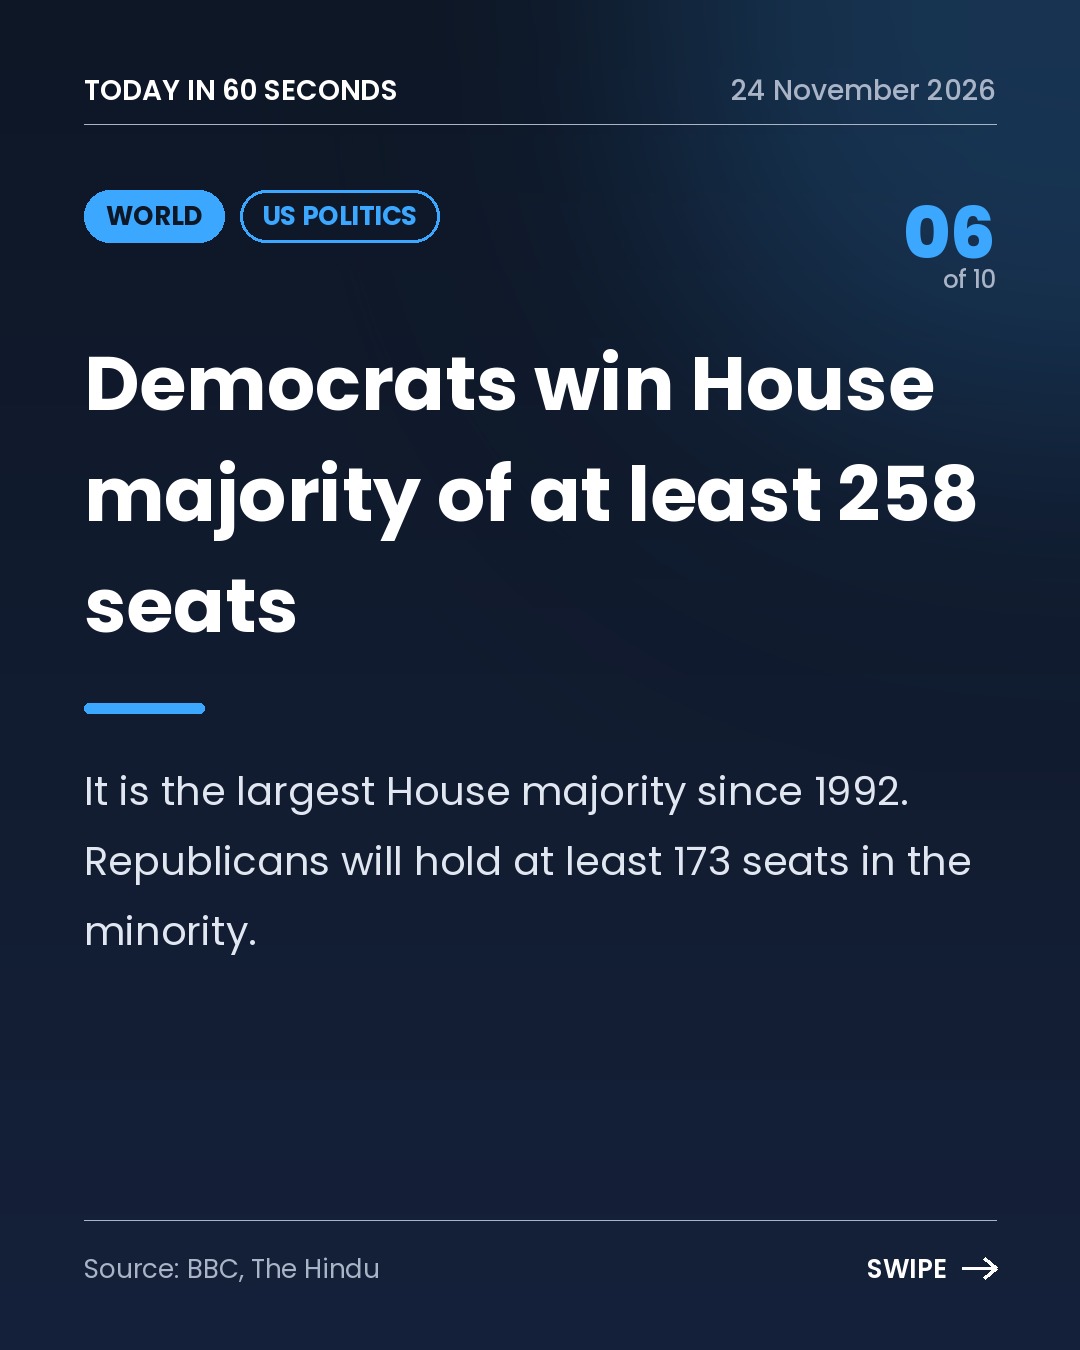 TODAY IN 60 SECONDS
24 November 2026
WORLD
US POLITICS
06
of 10
Democrats win House
majority of at least 258
seats
It is the largest House majority since 1992.
Republicans will hold at least 173 seats in the
minority.
Source: BBC, The Hindu
SWIPE →